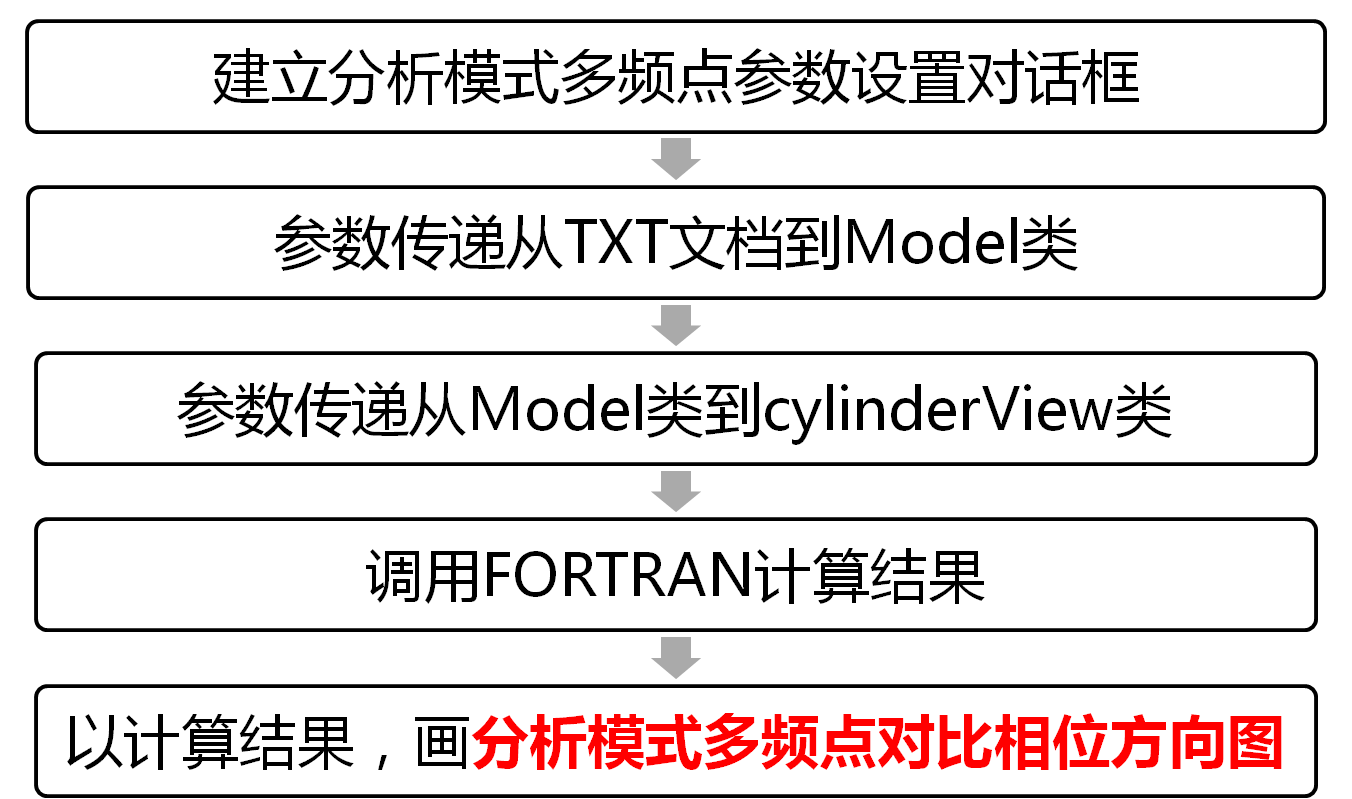 建立分析模式多频点参数设置对话框
参数传递从TXT文档到Model类
参数传递从Model类到cylinderView类
调用FORTRAN计算结果
以计算结果，画分析模式多频点对比相位方向图